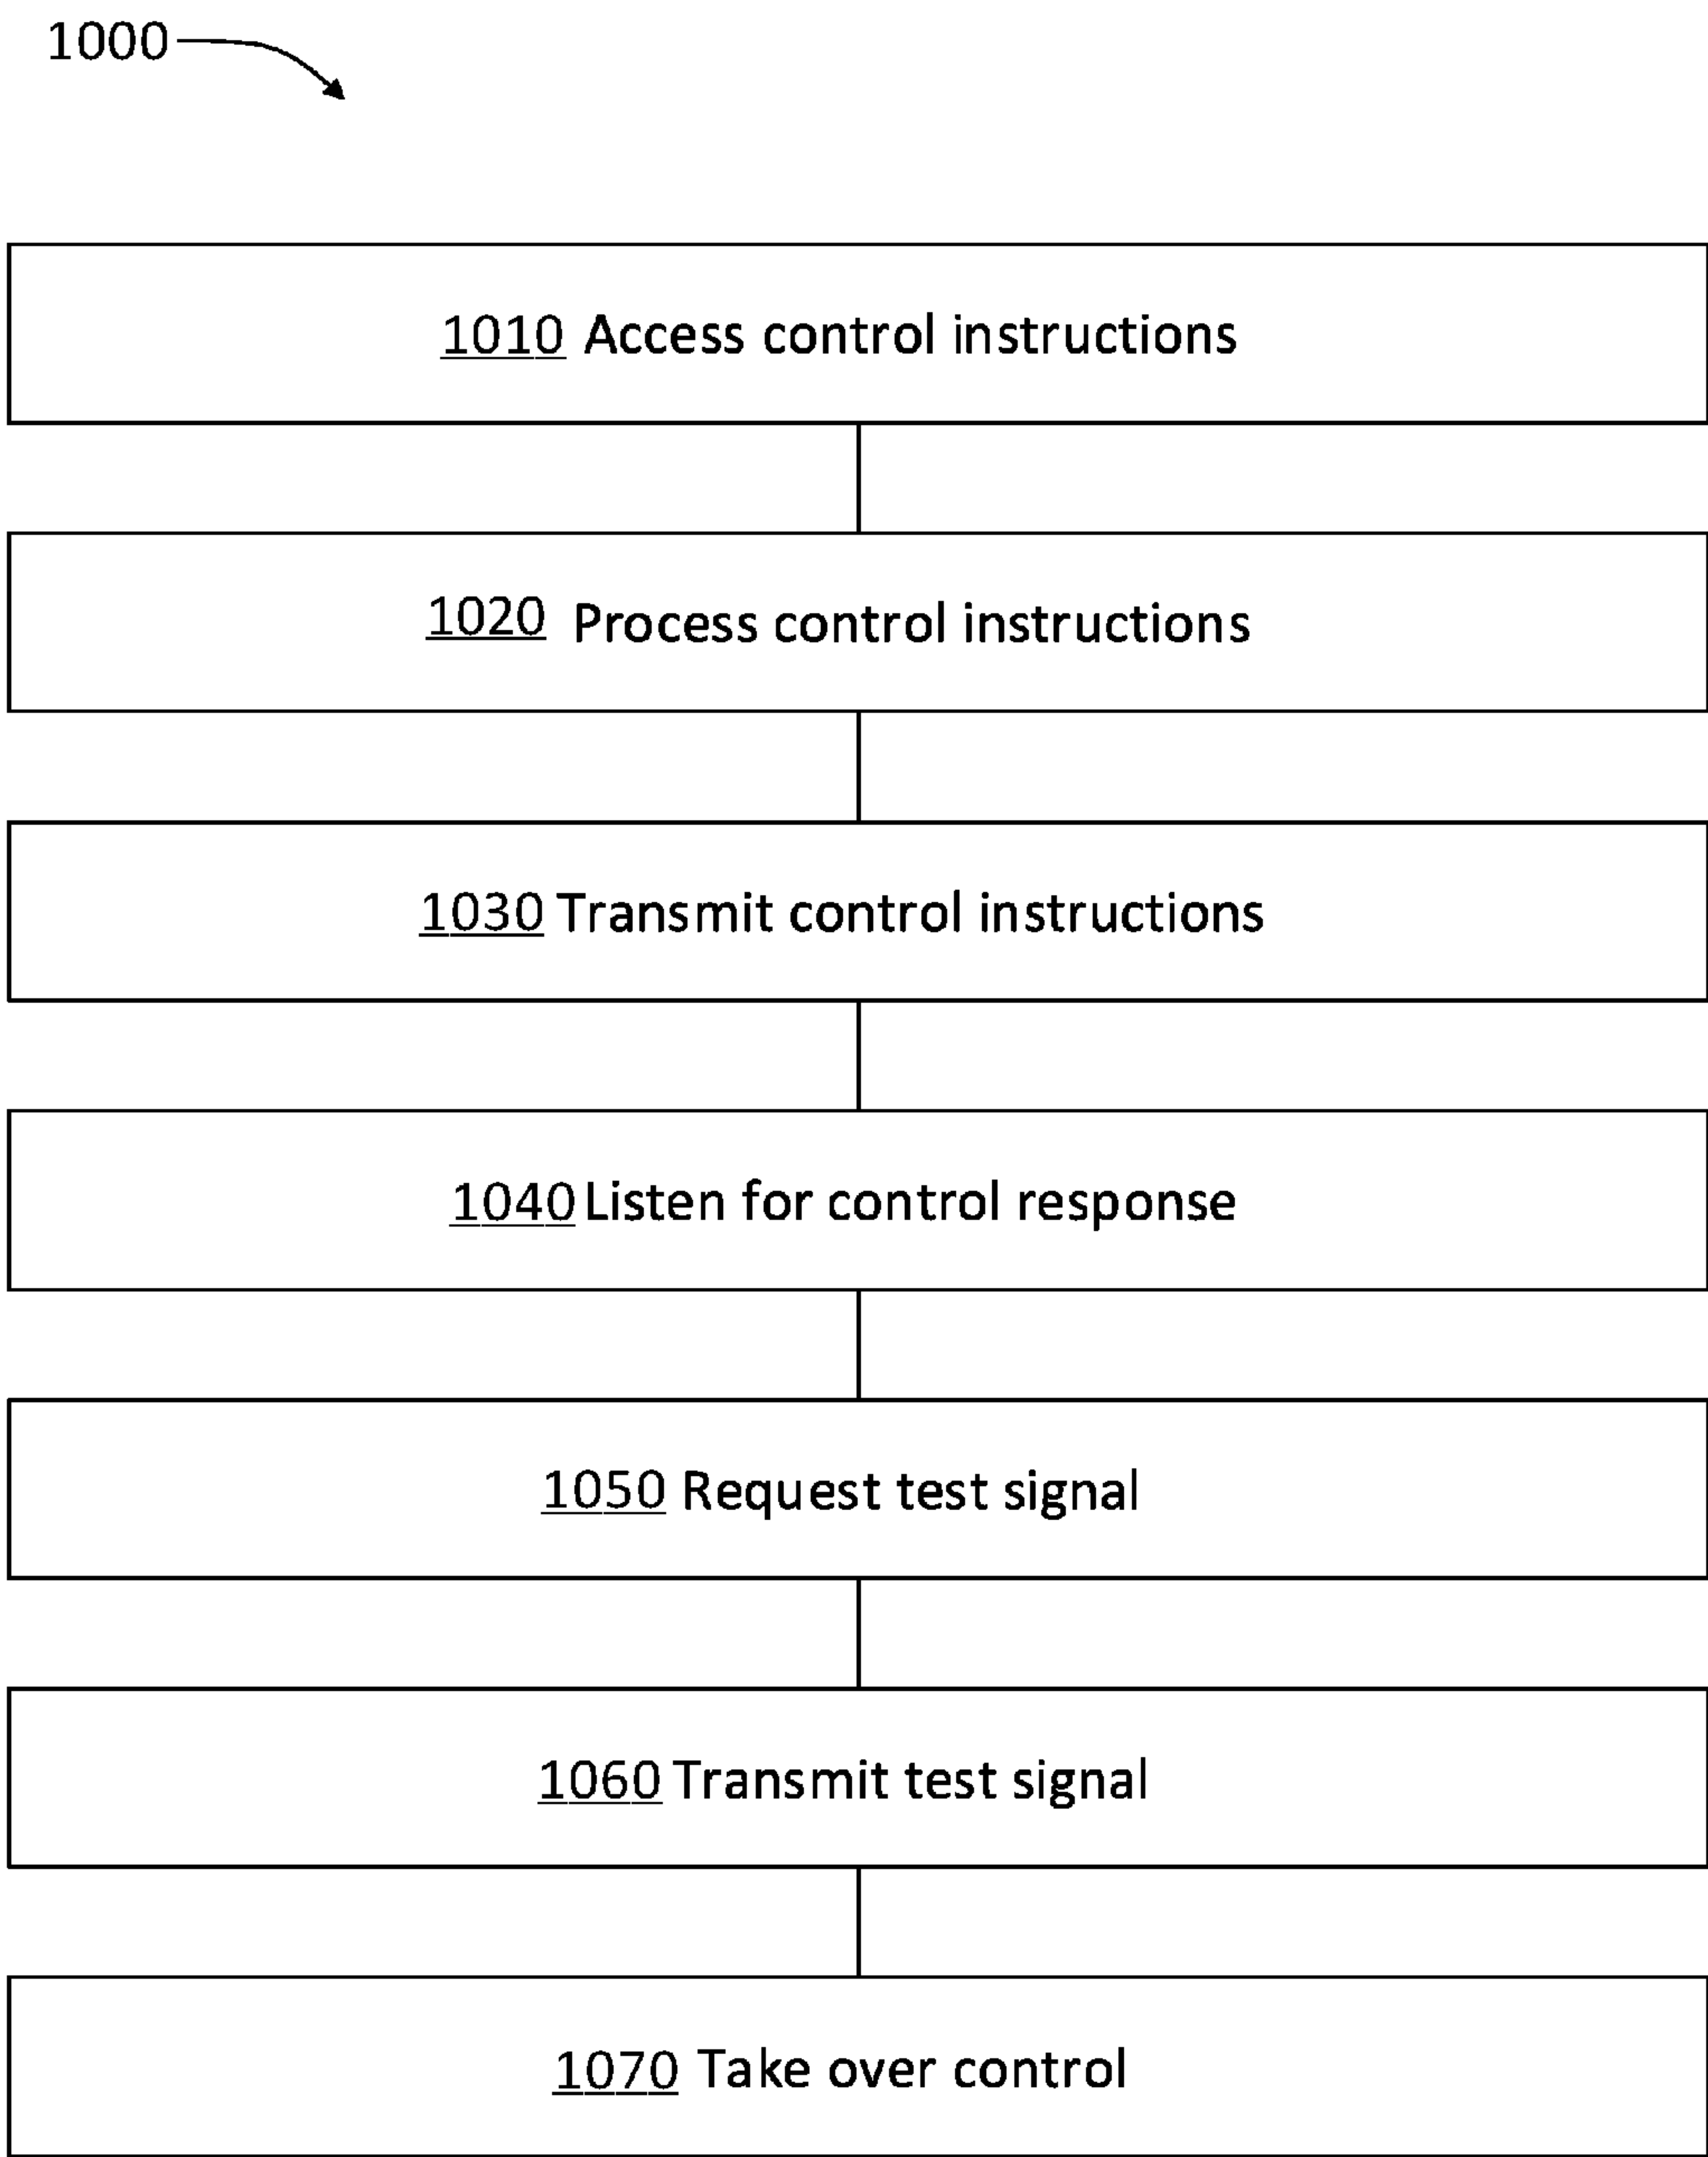 1000
1010 Access control instructions
1020 Process control instructions
1030 Transmit control instructions
1040 Listen for control response
1050 Request test signal
1060 Transmit test signal
1070 Take over control